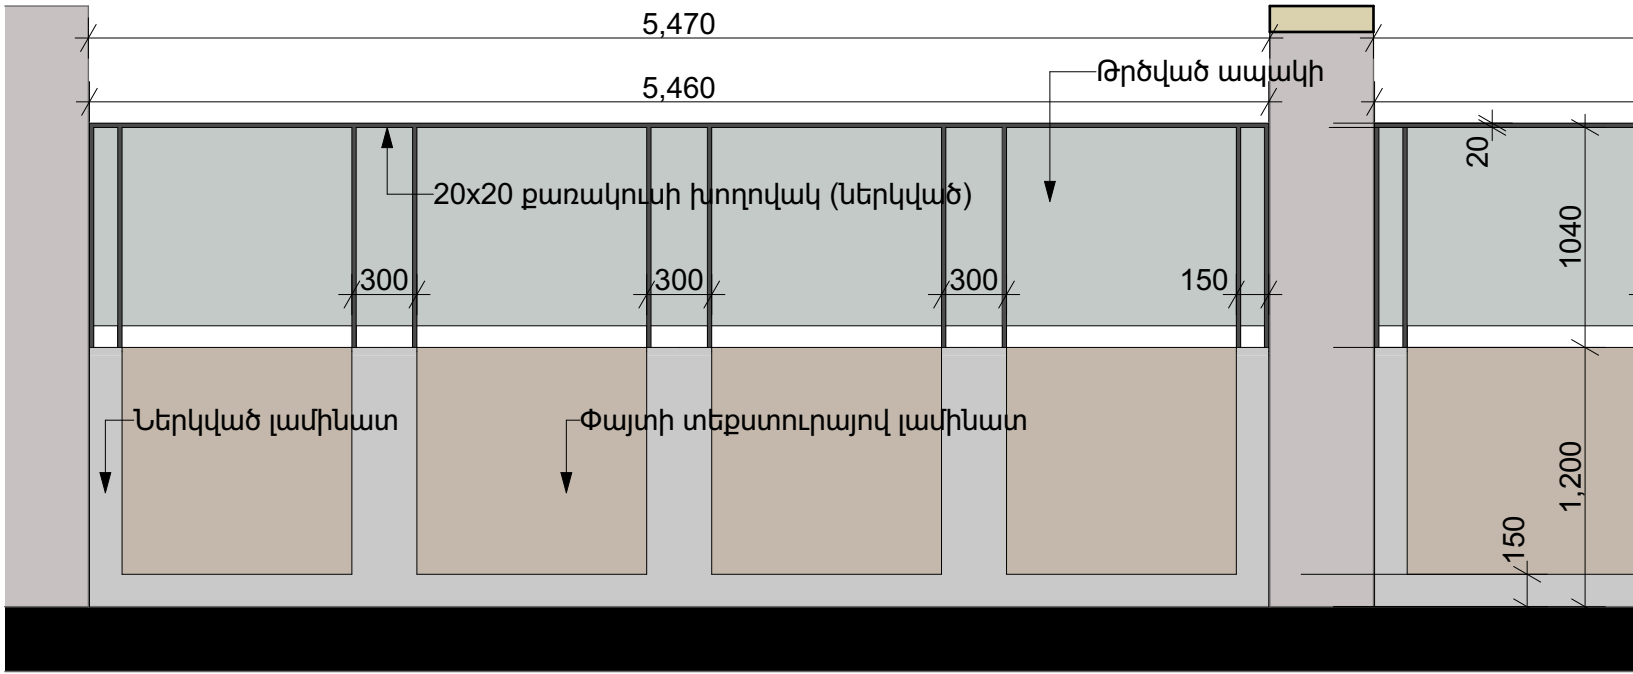 5,470
Թրծված ապակի
5,460
20
20x20 քառակուսի խողովակ (ներկված)
1040
300
300
300
150
Ներկված լամինատ
Փայտի տեքստուրայով լամինատ
1,200
150